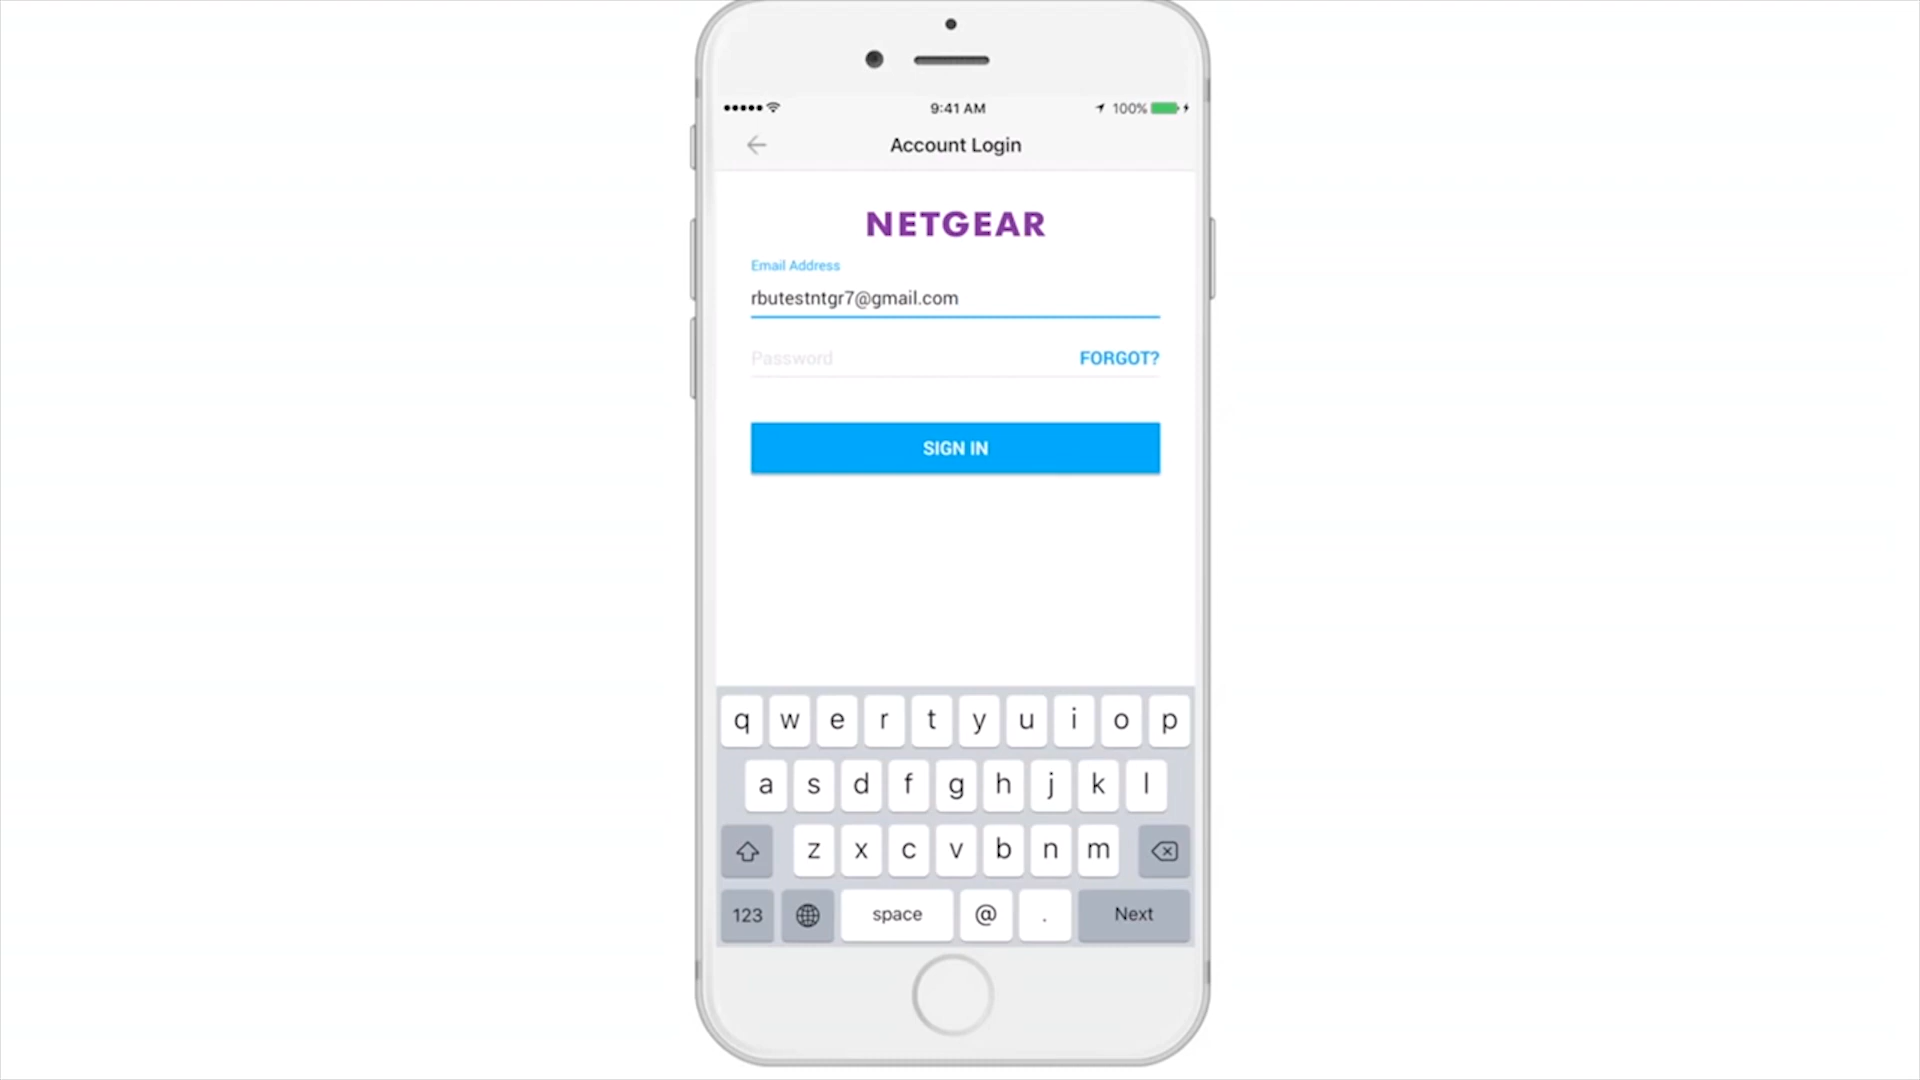 9:41 AM
100%
Account Login
NETGEAR
Email Address
rbutestntgr7@gmail.com
Password
FORGOT?
SIGN IN
q w e r t y u i o p
a s d f g h j k l
z x c v b n m
123 space @ . Next